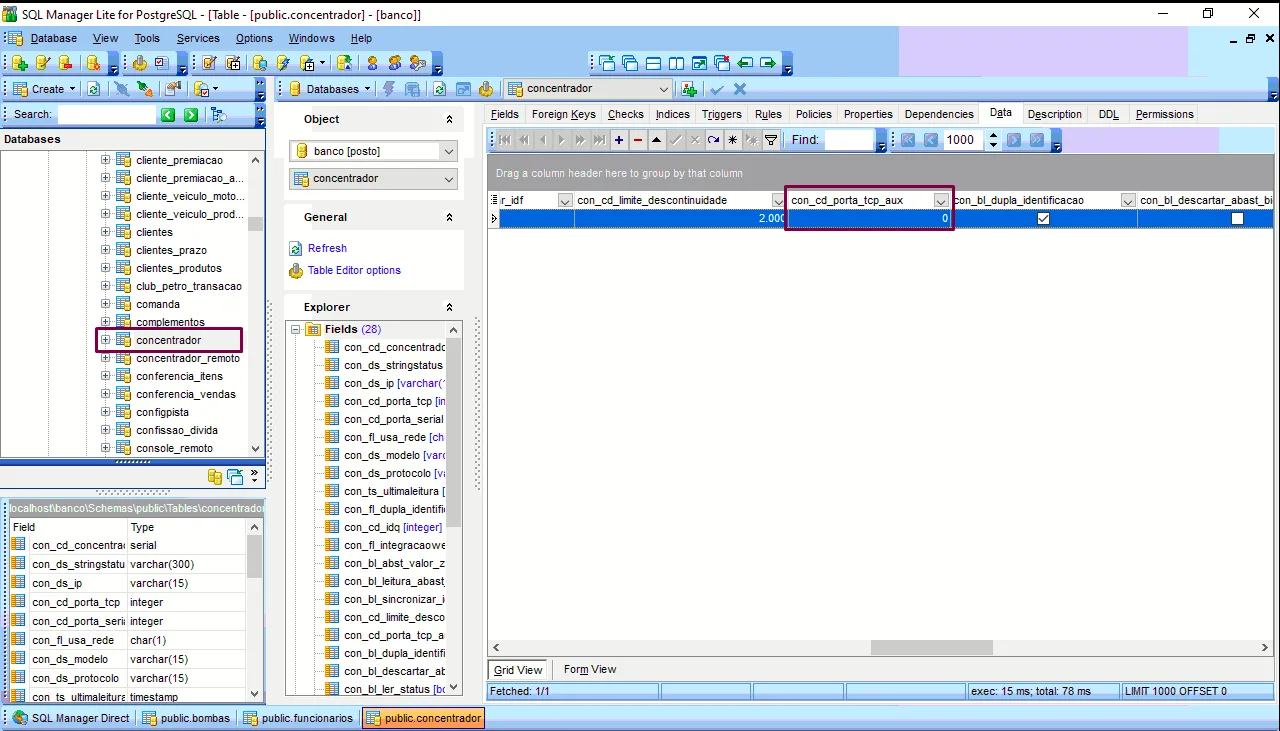 SQL Manager Lite for PostgreSQL - [Table - [public.concentrador] - [banco]]
Database View Tools Services Options Windows Help
Create
Databases
concentrador
Search:
Databases
cliente_premiacao
cliente_premiacao_a...
cliente_veiculo_moto...
cliente_veiculo_prod...
clientes
clientes_prazo
clientes_produtos
club_petro_transacao
comanda
complementos
concentrador
concentrador_remoto
conferencia_itens
conferencia_vendas
configpista
confissao_divida
console_remoto
localhost\banco\Schemas\public\Tables\concentrador
Field Type
con_cd_concentrad serial
con_ds_stringstatu varchar(300)
con_ds_ip varchar(15)
con_cd_porta_tcp integer
con_cd_porta_seri integer
con_fl_usa_rede char(1)
con_ds_modelo varchar(15)
con_ds_protocolo varchar(15)
con_ts_ultimaleitura timestamp
Object
banco [posto]
concentrador
General
Refresh
Table Editor options
Explorer
Fields (28)
con_cd_concentrado
con_ds_stringstatus
con_ds_ip [varchar(1
con_cd_porta_tcp [in
con_cd_porta_serial
con_fl_usa_rede [ch
con_ds_modelo [varc
con_ds_protocolo [va
con_ts_ultimaleitura [
con_fl_dupla_identific
con_cd_idq [integer]
con_fl_integracaowe
con_bl_abst_valor_z
con_bl_leitura_abast_
con_bl_sincronizar_i
con_cd_limite_desco
con_cd_porta_tcp_au
con_bl_dupla_identifi
con_bl_descartar_ab
con_bl_ler_status [bo
Fields Foreign Keys Checks Indices Triggers Rules Policies Properties Dependencies Data Description DDL Permissions
Find: 1000
Drag a column header here to group by that column
r_idf con_cd_limite_descontinuidade con_cd_porta_tcp_aux con_bl_dupla_identificacao con_bl_descartar_abast_bi
2.000 0
Grid View Form View
Fetched: 1/1 exec: 15 ms; total: 78 ms LIMIT 1000 OFFSET 0
SQL Manager Direct public.bombas public.funcionarios public.concentrador